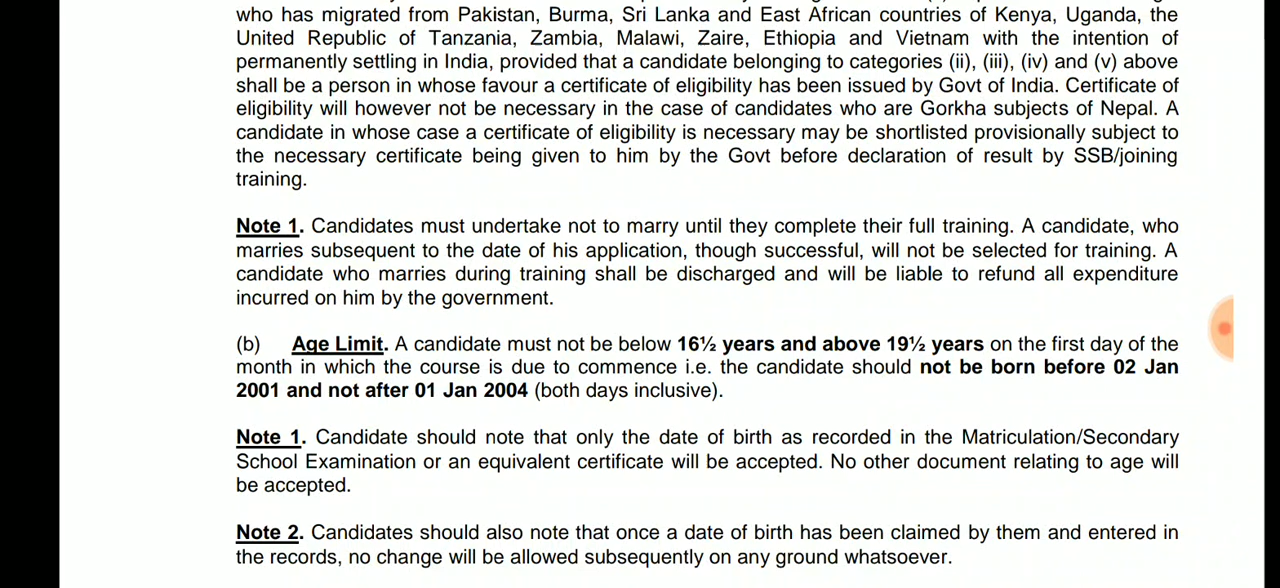 who has migrated from Pakistan, Burma, Sri Lanka and East African countries of Kenya, Uganda, the
United Republic of Tanzania, Zambia, Malawi, Zaire, Ethiopia and Vietnam with the intention of
permanently settling in India, provided that a candidate belonging to categories (ii), (iii), (iv) and (v) above
shall be a person in whose favour a certificate of eligibility has been issued by Govt of India. Certificate of
eligibility will however not be necessary in the case of candidates who are Gorkha subjects of Nepal. A
candidate in whose case a certificate of eligibility is necessary may be shortlisted provisionally subject to
the necessary certificate being given to him by the Govt before declaration of result by SSB/joining
training.
Note 1. Candidates must undertake not to marry until they complete their full training. A candidate, who
marries subsequent to the date of his application, though successful, will not be selected for training. A
candidate who marries during training shall be discharged and will be liable to refund all expenditure
incurred on him by the government.
(b) Age Limit. A candidate must not be below 16½ years and above 19½ years on the first day of the
month in which the course is due to commence i.e. the candidate should not be born before 02 Jan
2001 and not after 01 Jan 2004 (both days inclusive).
Note 1. Candidate should note that only the date of birth as recorded in the Matriculation/Secondary
School Examination or an equivalent certificate will be accepted. No other document relating to age will
be accepted.
Note 2. Candidates should also note that once a date of birth has been claimed by them and entered in
the records, no change will be allowed subsequently on any ground whatsoever.